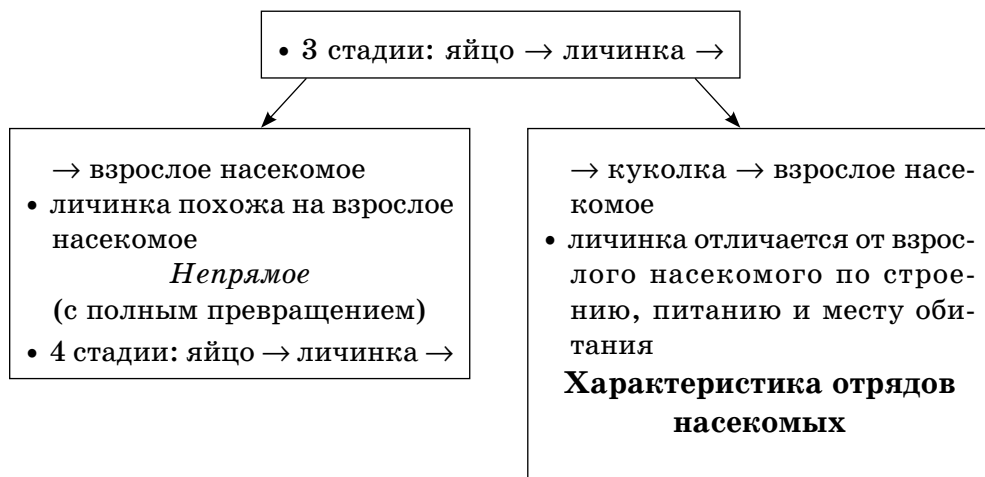 • 3 стадии: яйцо → личинка →
→ взрослое насекомое
• личинка похожа на взрослое
насекомое
Непрямое
(с полным превращением)
• 4 стадии: яйцо → личинка →
→ куколка → взрослое насе-
комое
• личинка отличается от взрос-
лого насекомого по строе-
нию, питанию и месту оби-
тания
Характеристика отрядов
насекомых